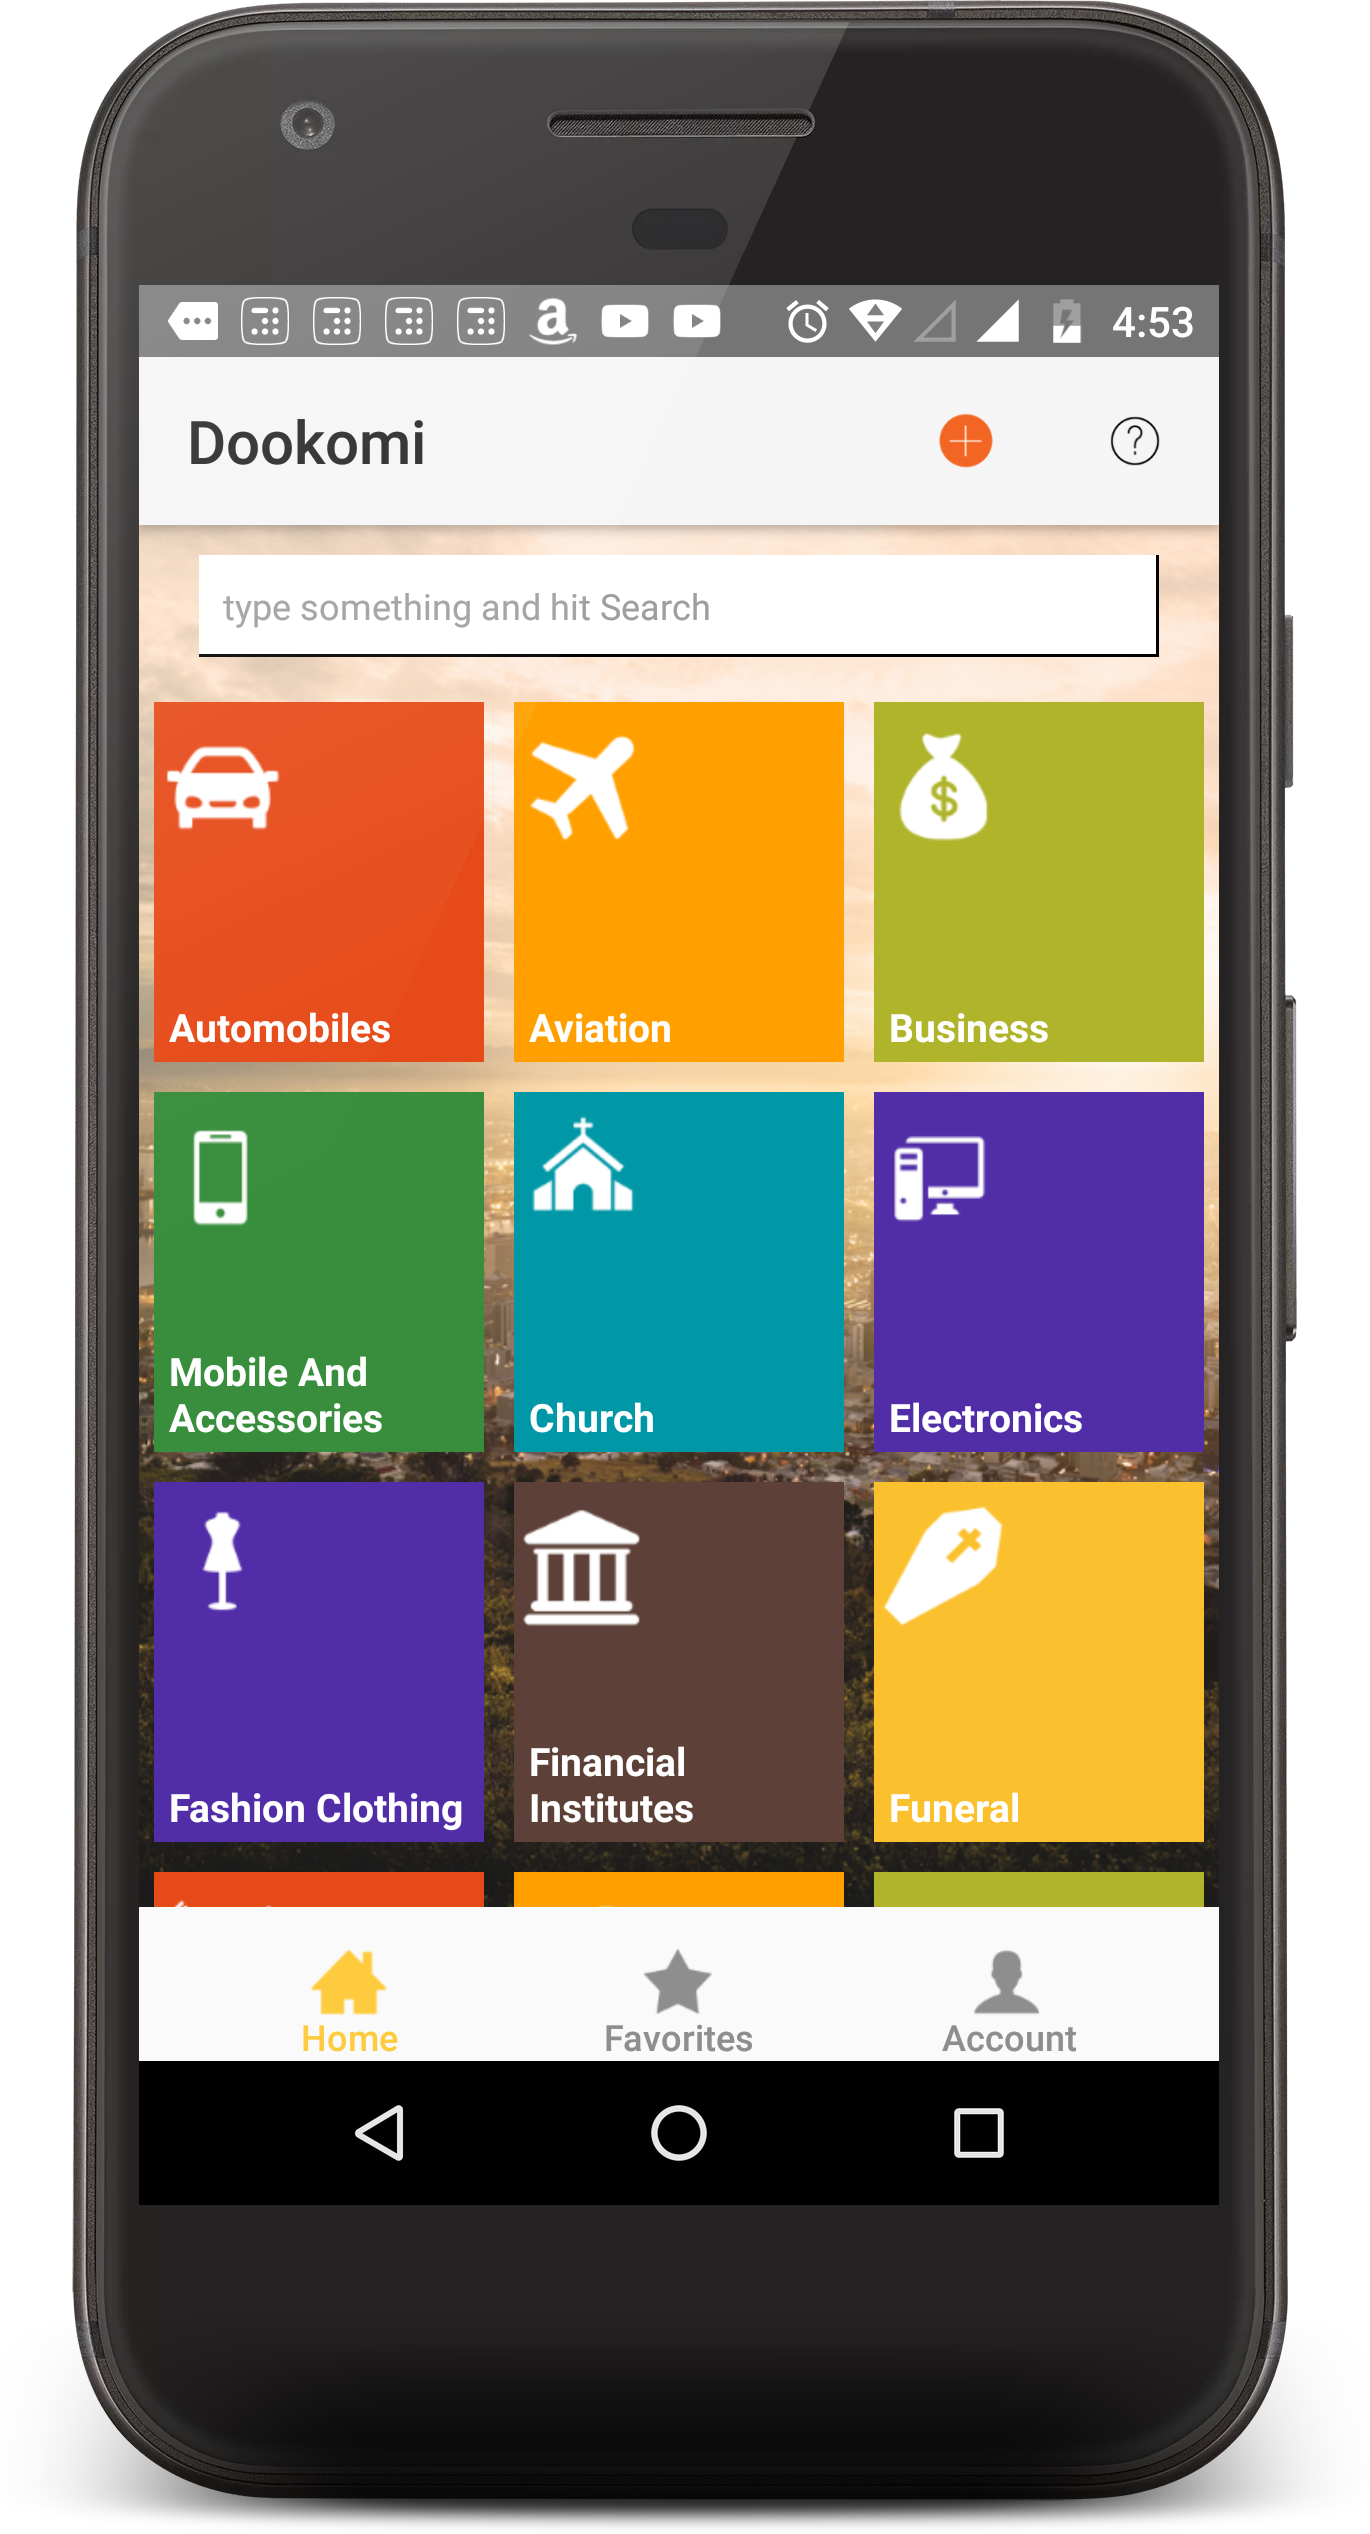 4:53
Dookomi
type something and hit Search
Automobiles
Aviation
Business
Mobile And
Accessories
Church
Electronics
Fashion Clothing
Financial
Institutes
Funeral
Home
Favorites
Account